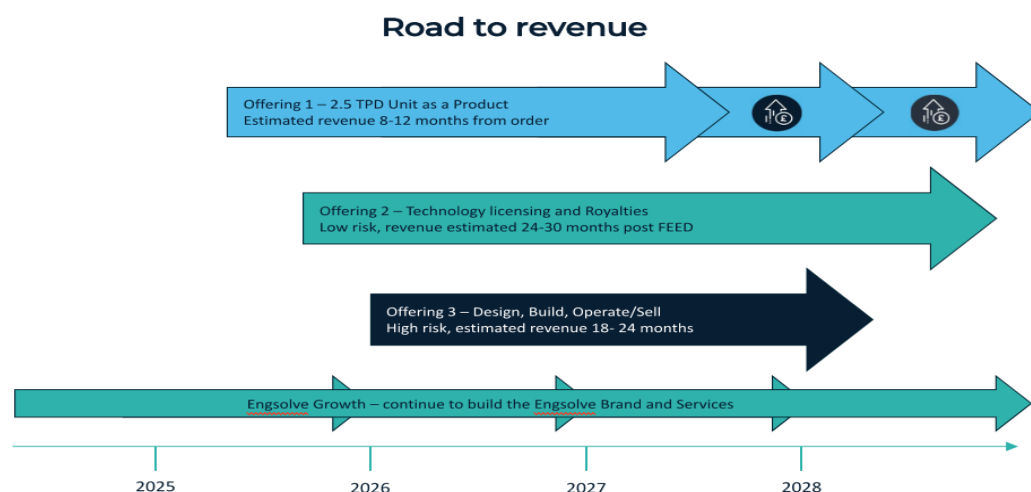 Road to revenue
Offering 1 – 2.5 TPD Unit as a Product
Estimated revenue 8-12 months from order
£
£
Offering 2 – Technology licensing and Royalties
Low risk, revenue estimated 24-30 months post FEED
Offering 3 – Design, Build, Operate/Sell
High risk, estimated revenue 18- 24 months
Engsolve Growth – continue to build the Engsolve Brand and Services
2025
2026
2027
2028